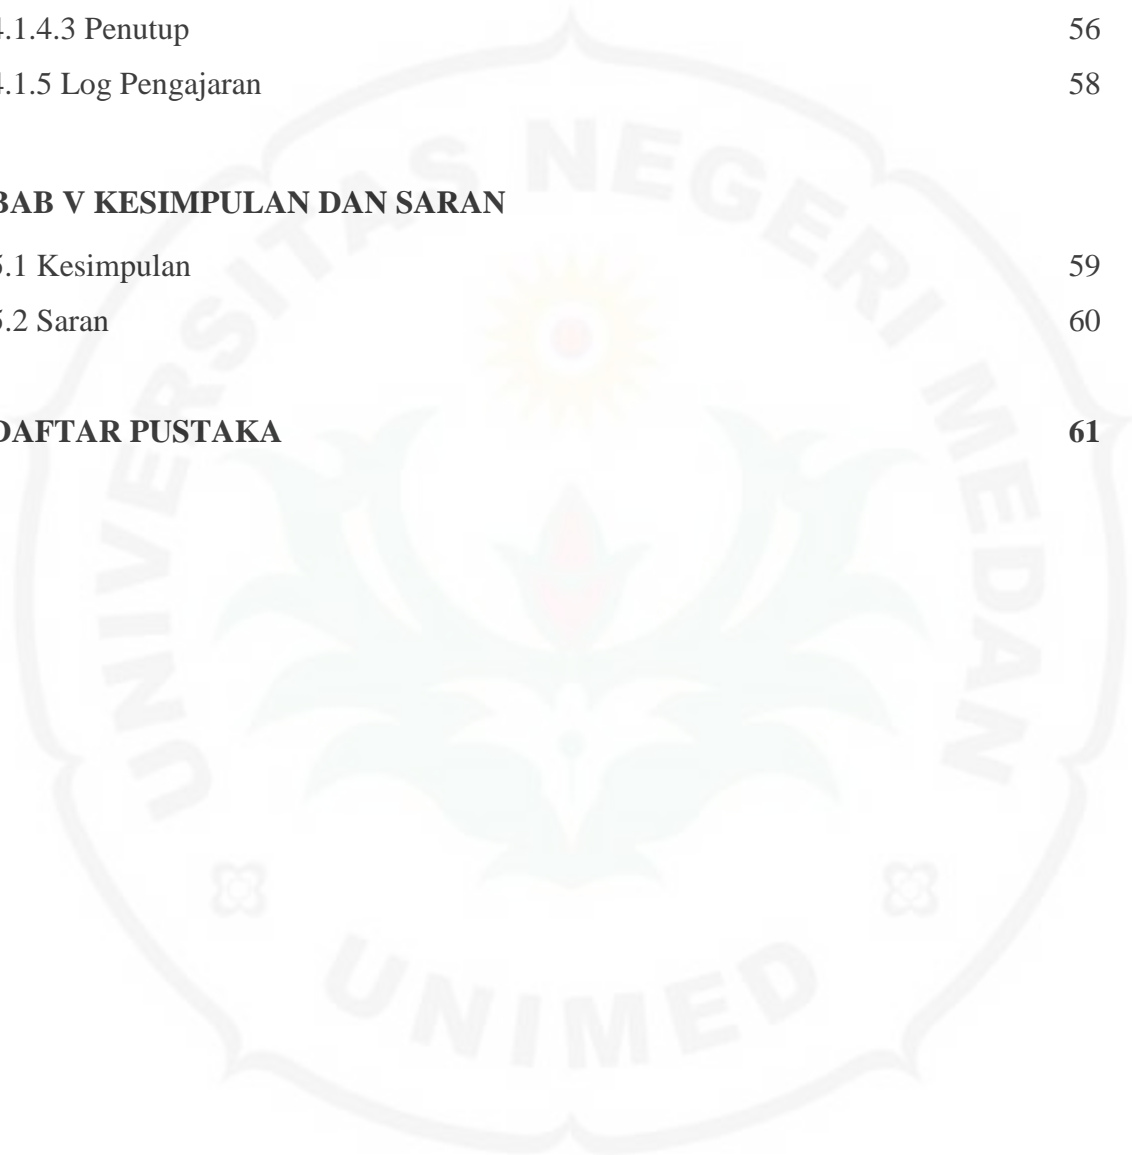 4.1.4.3 Penutup 56
4.1.5 Log Pengajaran 58
BAB V KESIMPULAN DAN SARAN
5.1 Kesimpulan 59
5.2 Saran 60
DAFTAR PUSTAKA 61
UNIVERSITAS NEGERI MEDAN
UNIMED